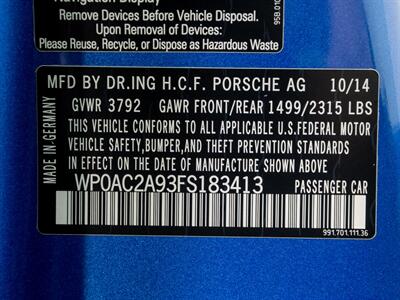 Navigation Display
Remove Devices Before Vehicle Disposal.
Upon Removal of Devices:
Please Reuse, Recycle, or Dispose as Hazardous Waste
95B.010
MFD BY DR.ING H.C.F. PORSCHE AG 10/14
GVWR 3792 GAWR FRONT/REAR 1499/2315 LBS
THIS VEHICLE CONFORMS TO ALL
APPLICABLE U.S.FEDERAL MOTOR
VEHICLE SAFETY,BUMPER,
AND THEFT PREVENTION STANDARDS
IN EFFECT ON THE DATE OF
MANUFACTURE SHOWN ABOVE.
WP0AC2A93FS183413 PASSENGER CAR
MADE IN GERMANY
991.701.111.36